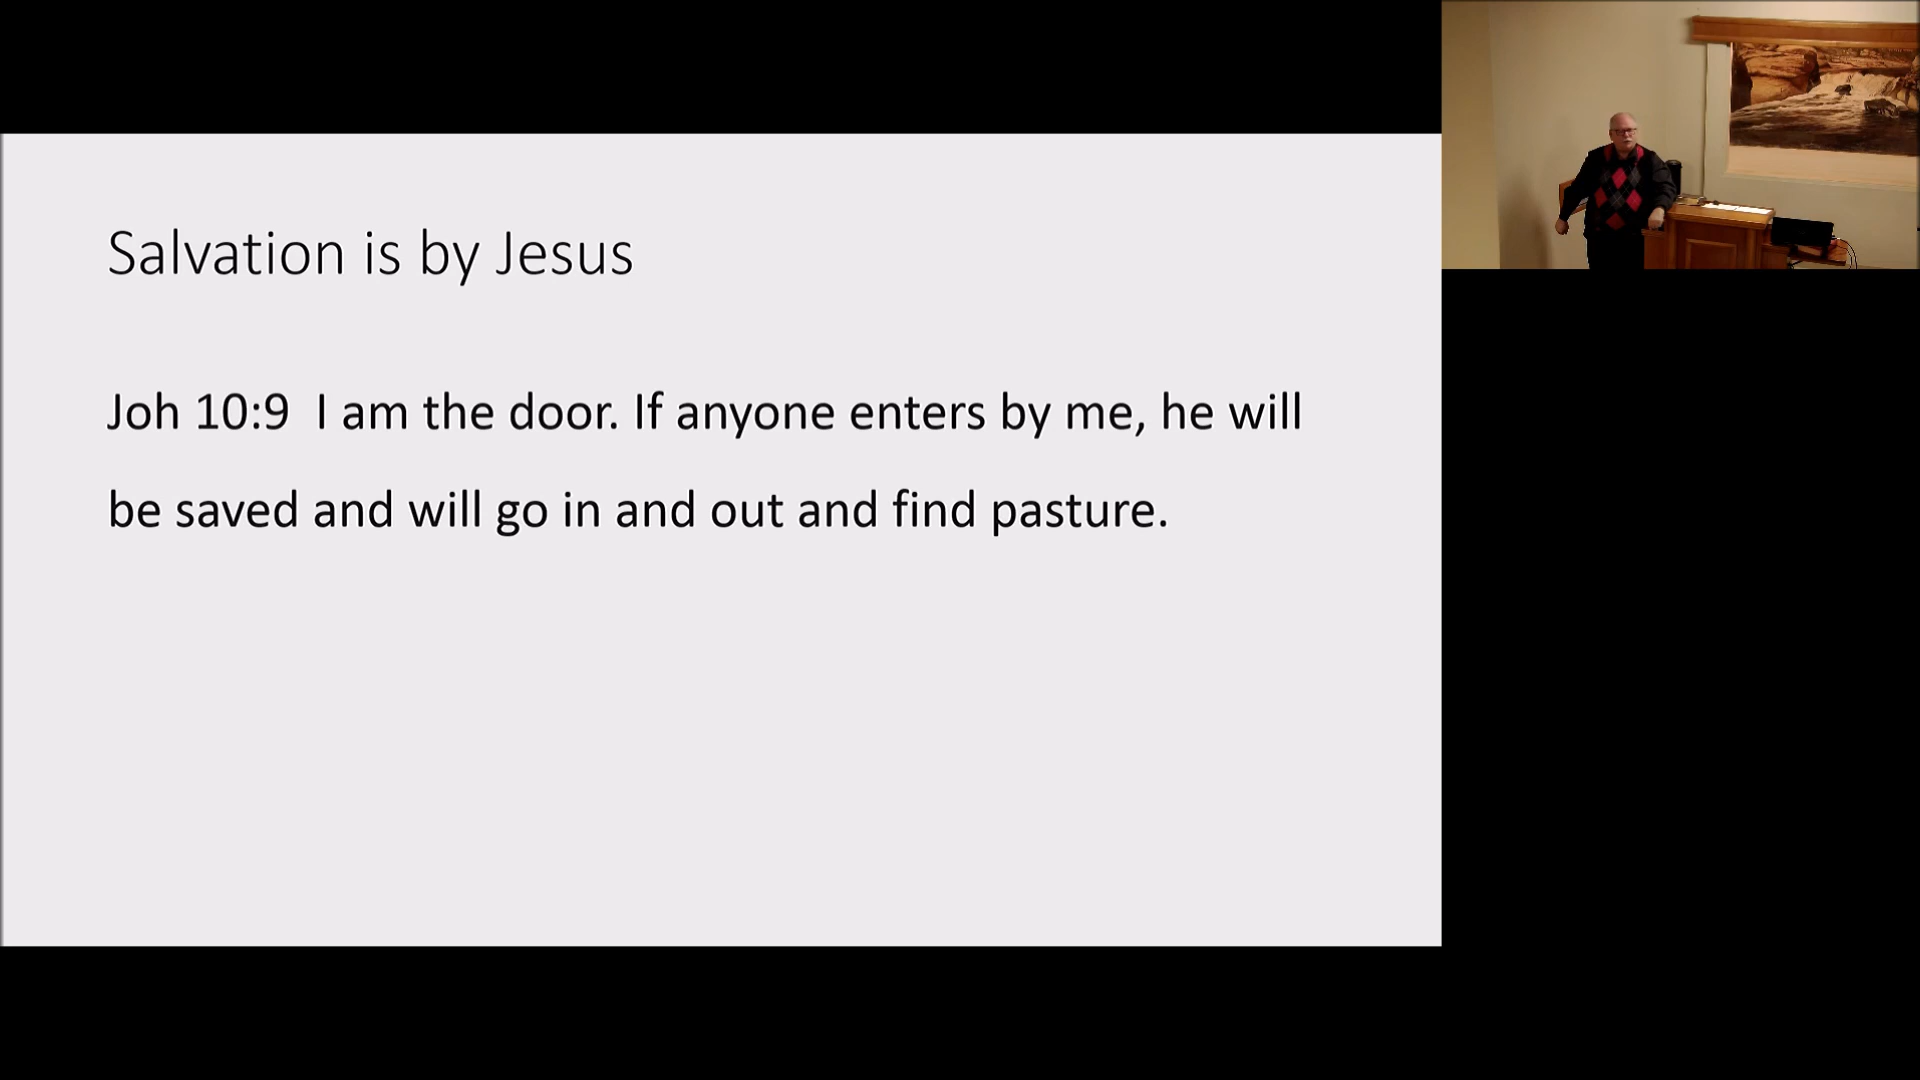 Salvation is by Jesus
Joh 10:9  I am the door. If anyone enters by me, he will
be saved and will go in and out and find pasture.